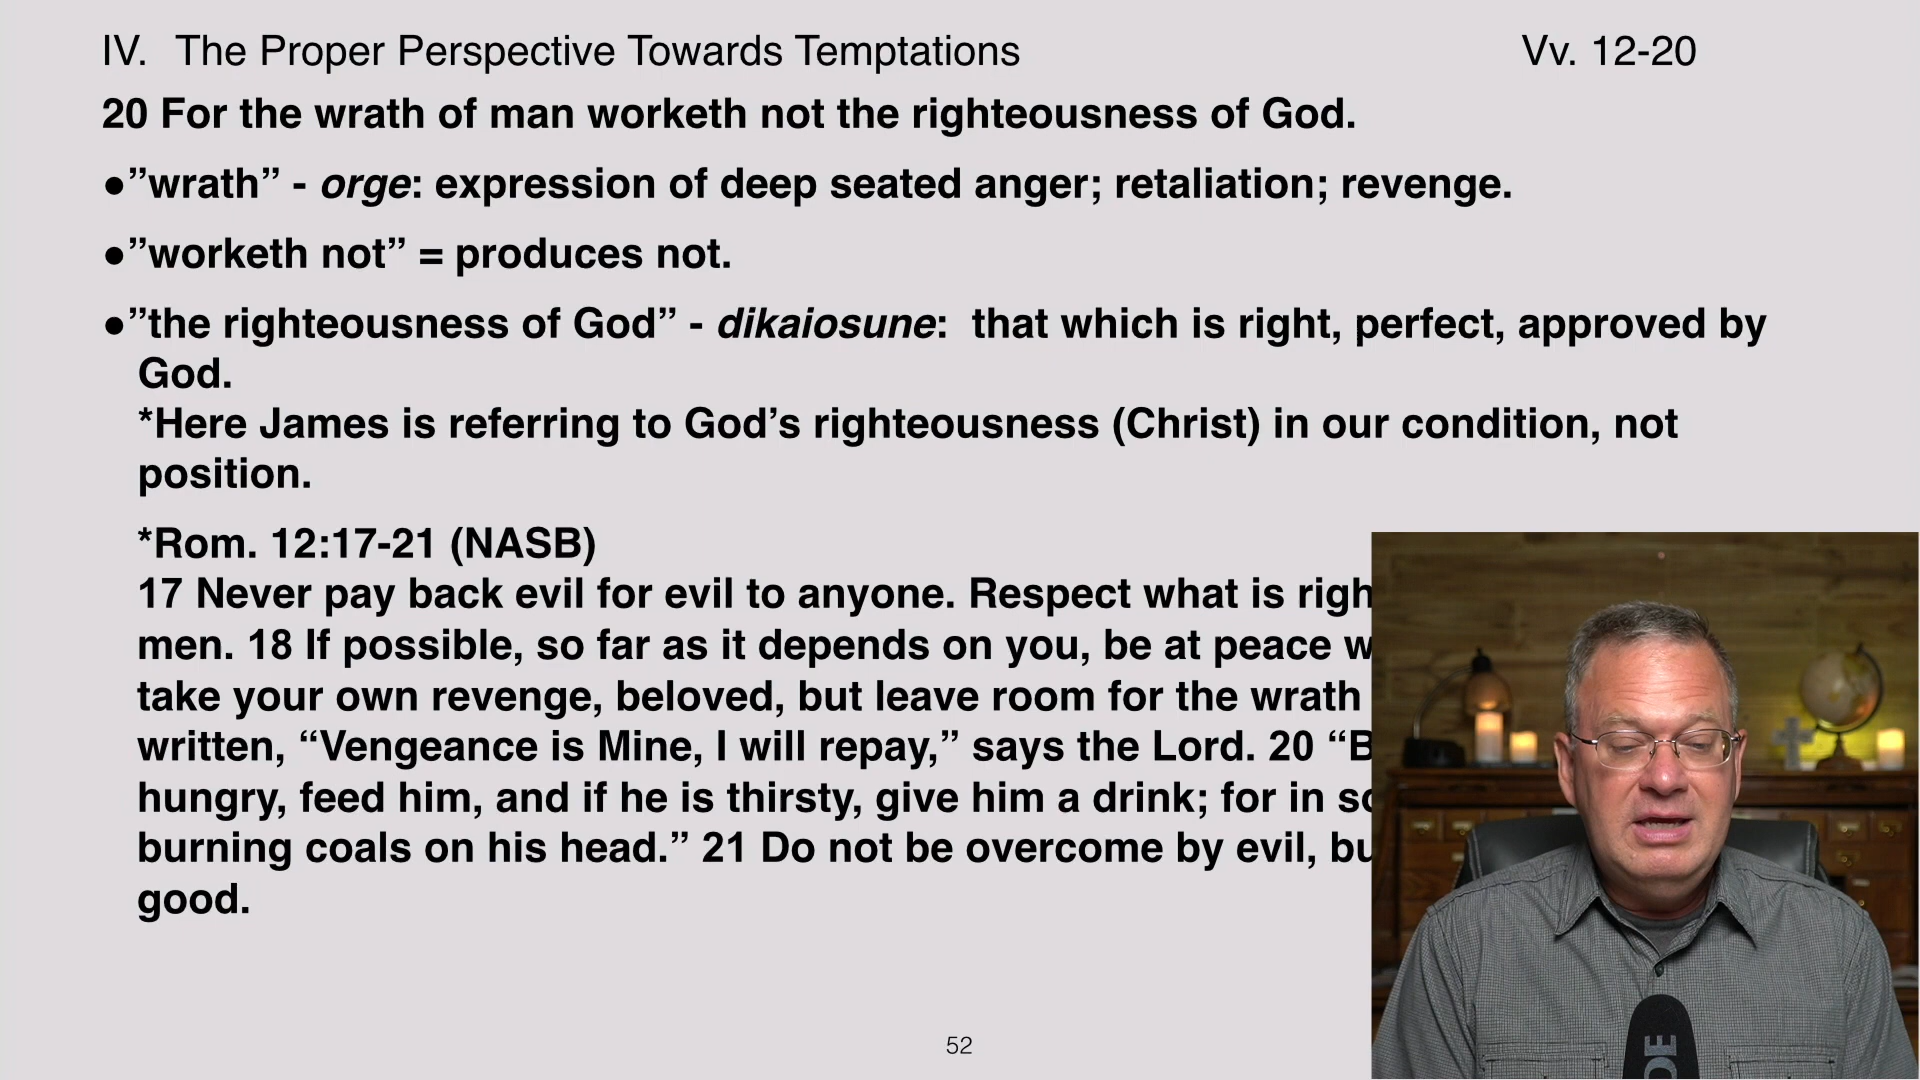 IV. The Proper Perspective Towards Temptations Vv. 12-20
20 For the wrath of man worketh not the righteousness of God.
●”wrath” - orge: expression of deep seated anger; retaliation; revenge.
●”worketh not” = produces not.
●”the righteousness of God” - dikaiosune: that which is right, perfect, approved by
God.
*Here James is referring to God’s righteousness (Christ) in our condition, not
position.
*Rom. 12:17-21 (NASB)
17 Never pay back evil for evil to anyone. Respect what is righ
men. 18 If possible, so far as it depends on you, be at peace w
take your own revenge, beloved, but leave room for the wrath
written, “Vengeance is Mine, I will repay,” says the Lord. 20 “B
hungry, feed him, and if he is thirsty, give him a drink; for in so
burning coals on his head.” 21 Do not be overcome by evil, bu
good.
52